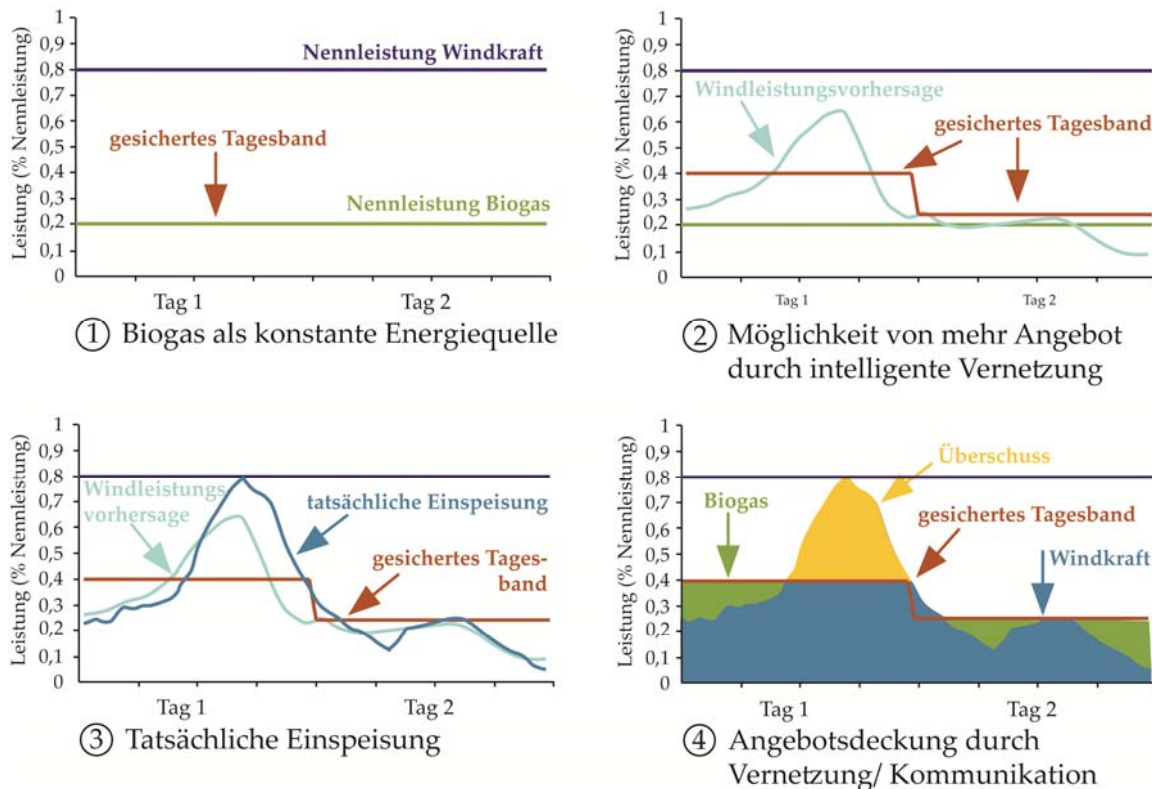 Leistung (% Nennleistung)
1
0,9
0,8
0,7
0,6
0,5
0,4
0,3
0,2
0,1
0
Nennleistung Windkraft
gesichertes Tagesband
Nennleistung Biogas
Tag 1
Tag 2
① Biogas als konstante Energiequelle
Leistung (% Nennleistung)
1
0,9
0,8
0,7
0,6
0,5
0,4
0,3
0,2
0,1
0
Windleistungsvorhersage
gesichertes Tagesband
Tag 1
Tag 2
② Möglichkeit von mehr Angebot
durch intelligente Vernetzung
Leistung (% Nennleistung)
1
0,9
0,8
0,7
0,6
0,5
0,4
0,3
0,2
0,1
0
Windleistungs
vorhersage
tatsächliche Einspeisung
gesichertes Tages-
band
Tag 1
Tag 2
③ Tatsächliche Einspeisung
Leistung (% Nennleistung)
1
0,9
0,8
0,7
0,6
0,5
0,4
0,3
0,2
0,1
0
Überschuss
Biogas
gesichertes Tagesband
Windkraft
Tag 1
Tag 2
④ Angebotsdeckung durch
Vernetzung/ Kommunikation